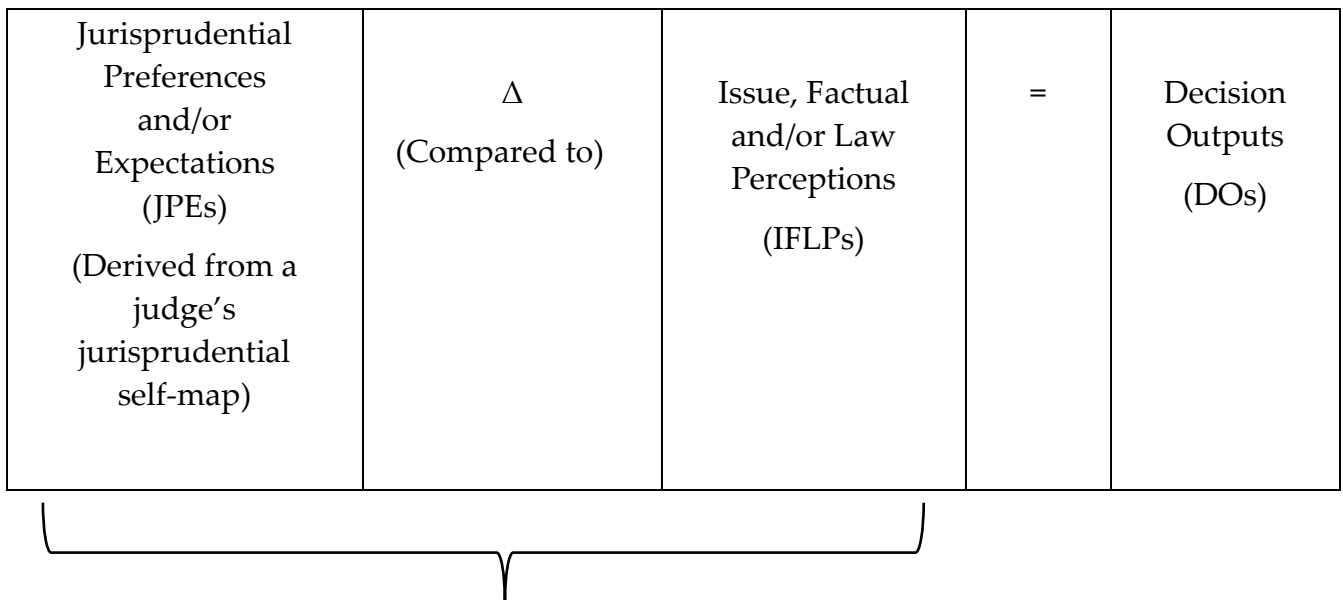 Jurisprudential
Preferences
and/or
Expectations
(JPEs)
(Derived from a
judge’s
jurisprudential
self-map)
Δ
(Compared to)
Issue, Factual
and/or Law
Perceptions
(IFLPs)
=
Decision
Outputs
(DOs)